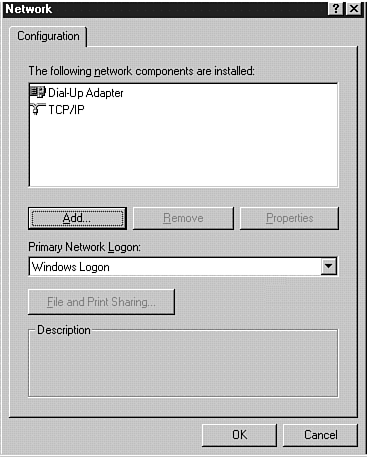 Network
Configuration
The following network components are installed:
Dial-Up Adapter
TCP/IP
Add...
Remove
Properties
Primary Network Logon:
Windows Logon
File and Print Sharing...
Description
OK
Cancel